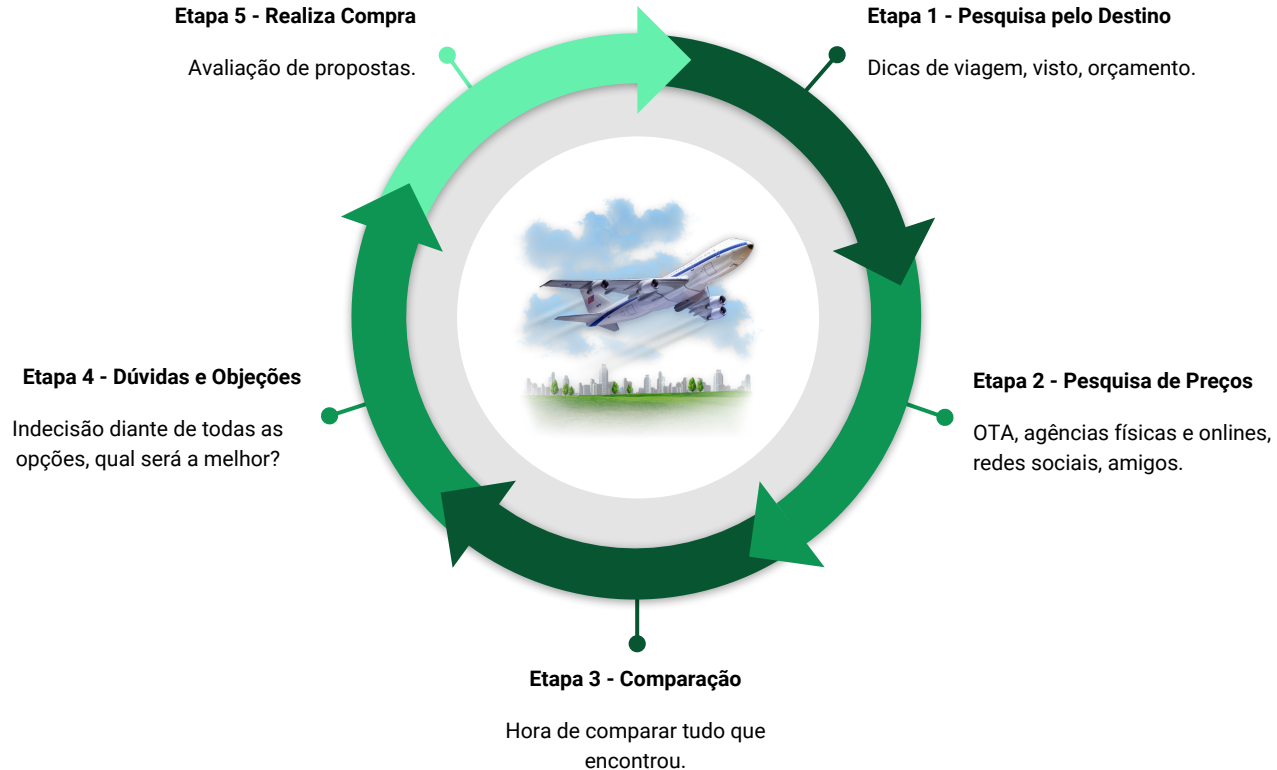 Etapa 1 - Pesquisa pelo Destino
Dicas de viagem, visto, orçamento.
Etapa 2 - Pesquisa de Preços
OTA, agências físicas e onlines,
redes sociais, amigos.
Etapa 3 - Comparação
Hora de comparar tudo que
encontrou.
Etapa 4 - Dúvidas e Objeções
Indecisão diante de todas as
opções, qual será a melhor?
Etapa 5 - Realiza Compra
Avaliação de propostas.